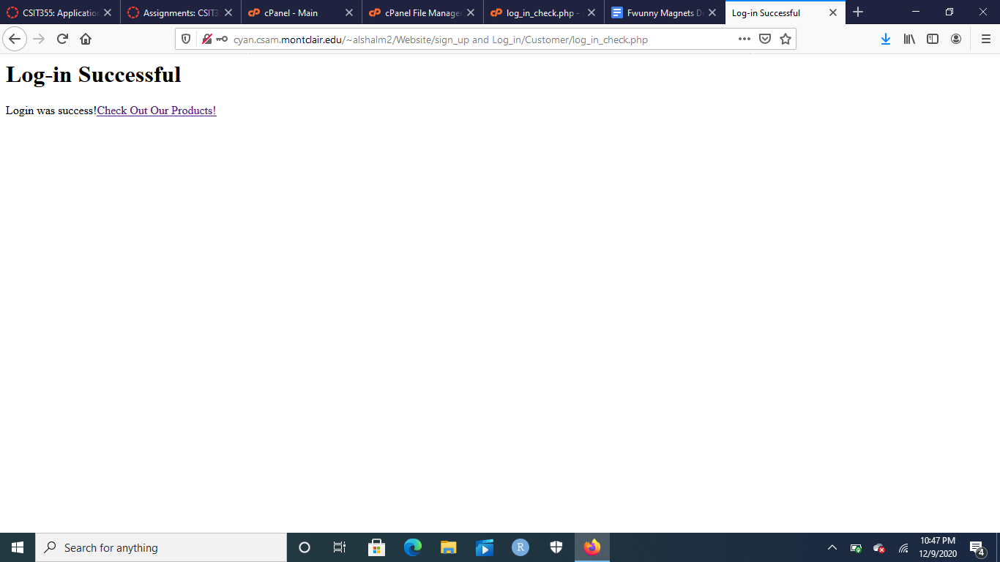 CSIT355: Application
Assignments: CSIT3
cPanel - Main
cPanel File Manager
log_in_check.php -
Fwunny Magnets D
Log-in Successful
cyan.csam.montclair.edu/~alshalm2/Website/sign_up and Log_in/Customer/log_in_check.php
Log-in Successful
Login was success!Check Out Our Products!
Search for anything
R
10:47 PM
12/9/2020
4